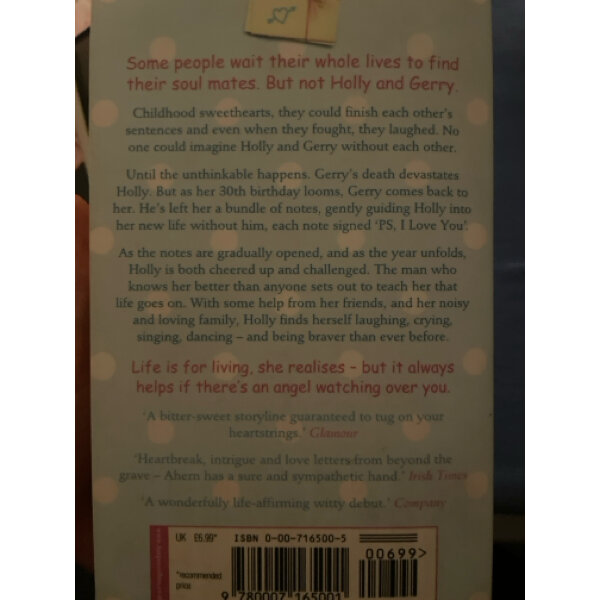 Some people wait their whole lives to find
their soul mates. But not Holly and Gerry.
Childhood sweethearts, they could finish each other's
sentences and even when they fought, they laughed. No
one could imagine Holly and Gerry without each other.
Until the unthinkable happens. Gerry's death devastates
Holly. But as her 30th birthday looms, Gerry comes back to
her. He's left her a bundle of notes, gently guiding Holly into
her new life without him, each note signed 'PS, I Love You'.
As the notes are gradually opened, and as the year unfolds,
Holly is both cheered up and challenged. The man who
knows her better than anyone sets out to teach her that
life goes on. With some help from her friends, and her noisy
and loving family, Holly finds herself laughing, crying,
singing, dancing – and being braver than ever before.
Life is for living, she realises – but it always
helps if there's an angel watching over you.
'A bitter-sweet storyline guaranteed to tug on your
heartstrings.' Glamour
'Heartbreak, intrigue and love letters from beyond the
grave – Ahern has a sure and sympathetic hand.' Irish Times
'A wonderfully life-affirming witty debut.' Company
UK £6.99* ISBN 0-00-716500-5
00699>
*recommended
price
9 780007 165001